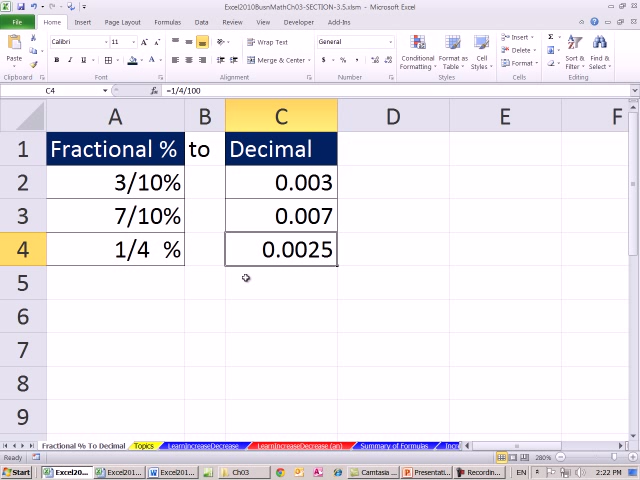 Excel2010BusnMathCh03-SECTION-3.5.xlsm - Microsoft Excel
File Home Insert Page Layout Formulas Data Review View Developer Add-Ins
Paste Calibri 11 Wrap Text General Conditional Formatting Format as Table Cell Styles Insert Sort & Filter Find & Select
B I U Merge & Center $ % , Delete Format
Clipboard Font Alignment Number Styles Cells Editing
C4 fx =1/4/100
A B C D E F
1 Fractional % to Decimal
2 3/10% 0.003
3 7/10% 0.007
4 1/4 % 0.0025
5
6
7
8
9
Fractional % To Decimal Topics LearnIncreaseDecrease LearnIncreaseDecrease (an) Summary of Formulas Incre
Ready 280%
Start Excel20... Excel201... Excel201... Ch03 Camtasia ... Presentati... Recordin... EN 2:22 PM